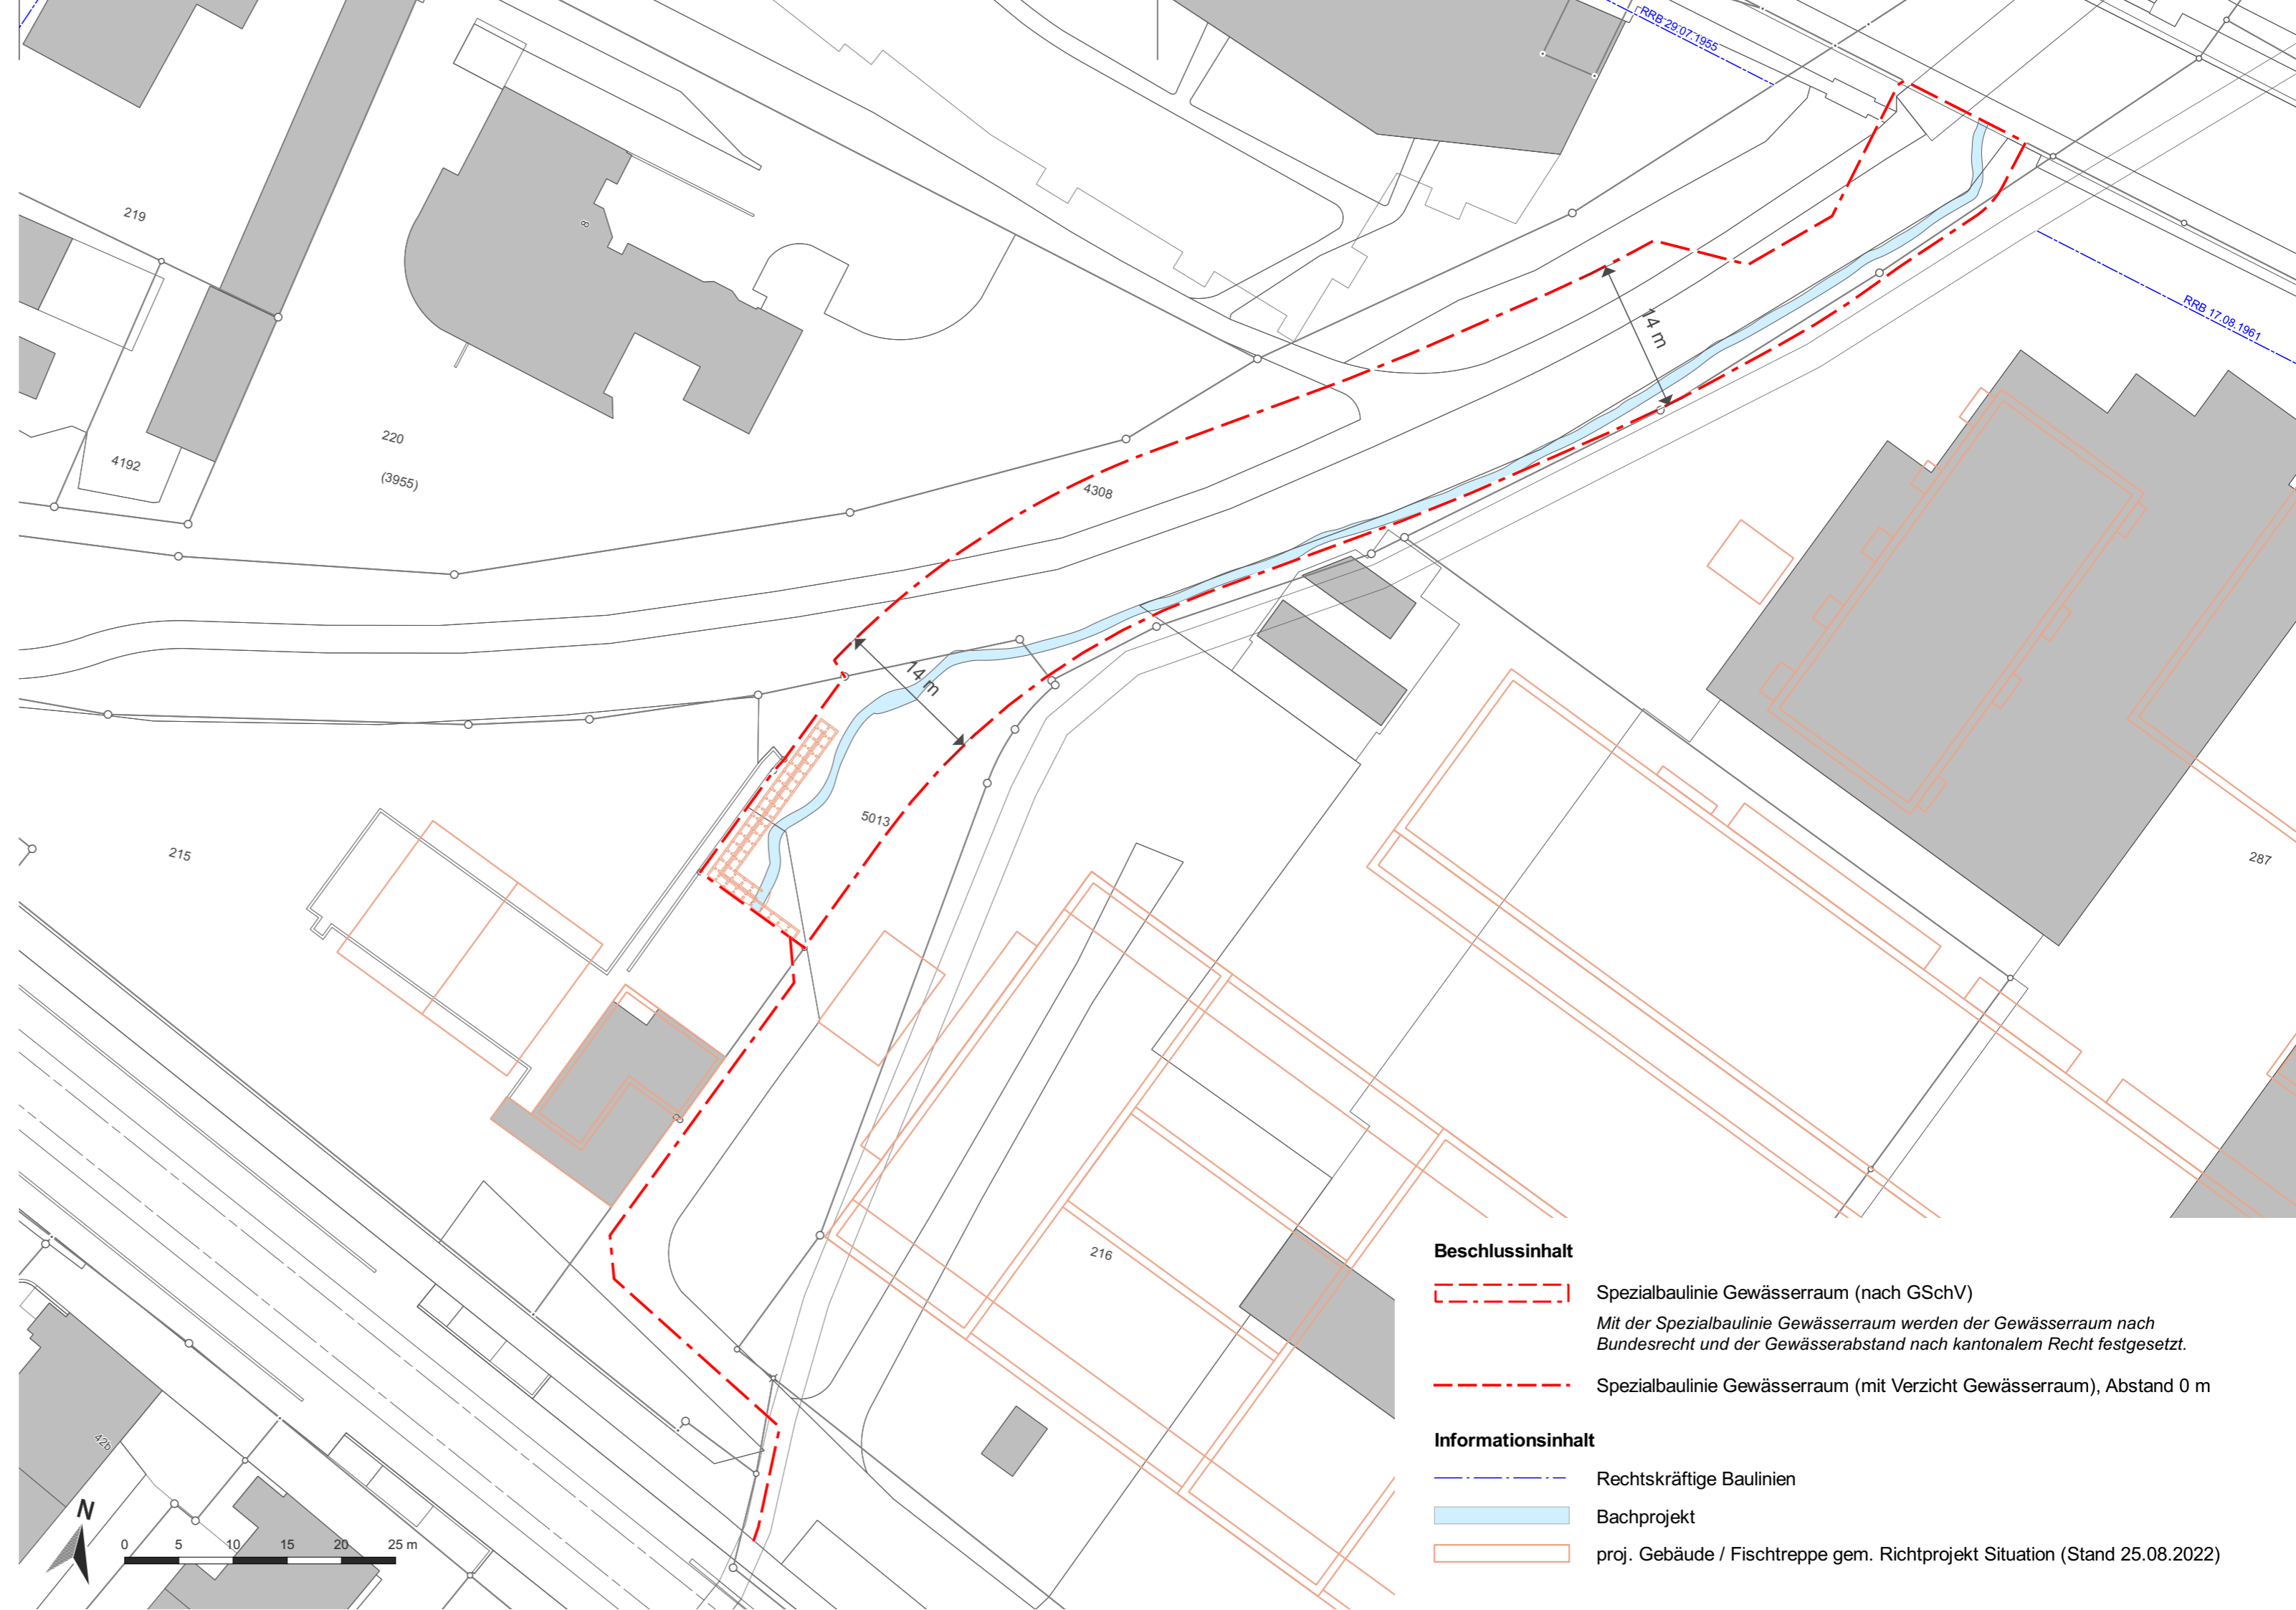 RRB 29.07.1955
219
8
RRB 17.08.1961
14 m
220
4192
(3955)
4308
14 m
5013
215
287
216
42b
N
0 5 10 15 20 25 m
Beschlussinhalt
Spezialbaulinie Gewässerraum (nach GSchV)
Mit der Spezialbaulinie Gewässerraum werden der Gewässerraum nach
Bundesrecht und der Gewässerabstand nach kantonalem Recht festgesetzt.
Spezialbaulinie Gewässerraum (mit Verzicht Gewässerraum), Abstand 0 m
Informationsinhalt
Rechtskräftige Baulinien
Bachprojekt
proj. Gebäude / Fischtreppe gem. Richtprojekt Situation (Stand 25.08.2022)